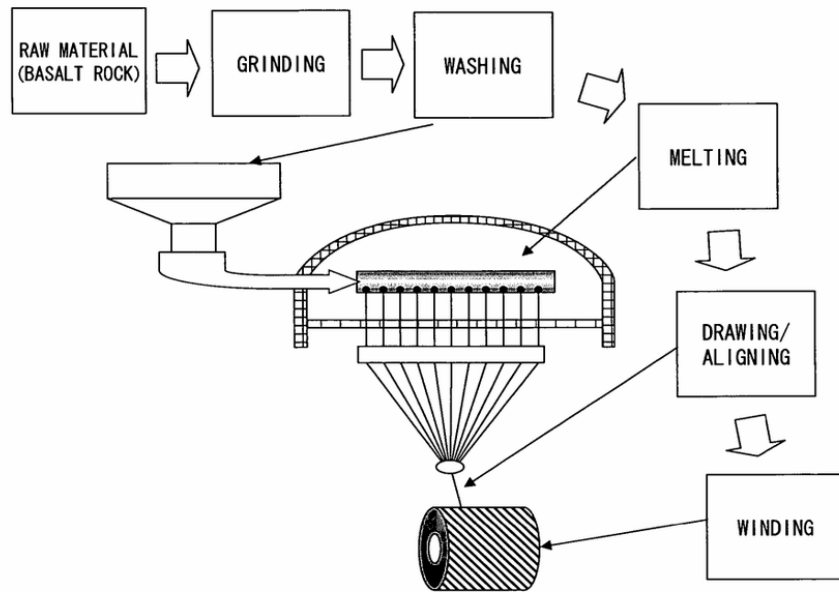 RAW MATERIAL
(BASALT ROCK)
GRINDING
WASHING
MELTING
DRAWING/
ALIGNING
WINDING